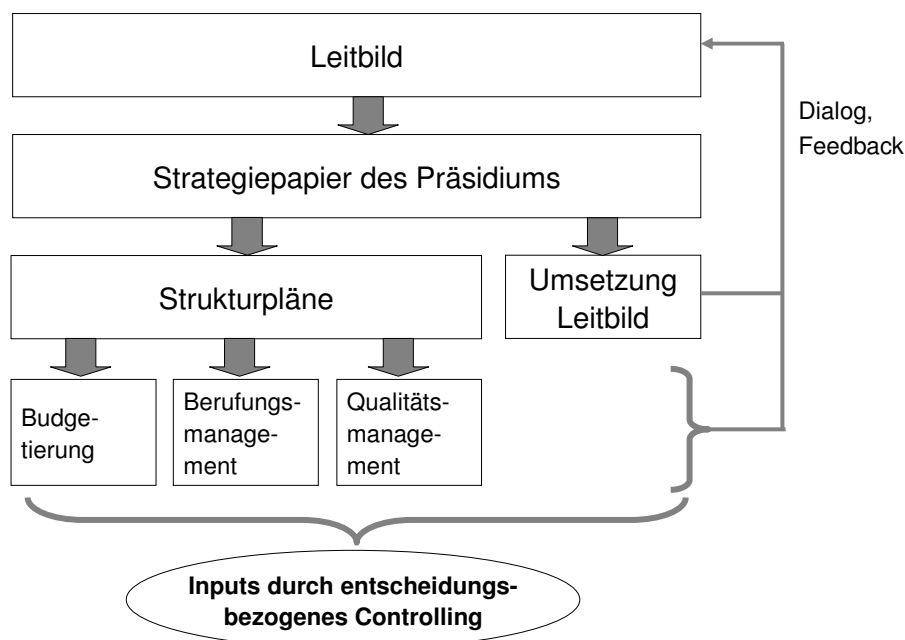 Leitbild
Dialog,
Feedback
Strategiepapier des Präsidiums
Strukturpläne
Umsetzung
Leitbild
Budge-
tierung
Berufungs-
manage-
ment
Qualitäts-
manage-
ment
Inputs durch entscheidungs-
bezogenes Controlling